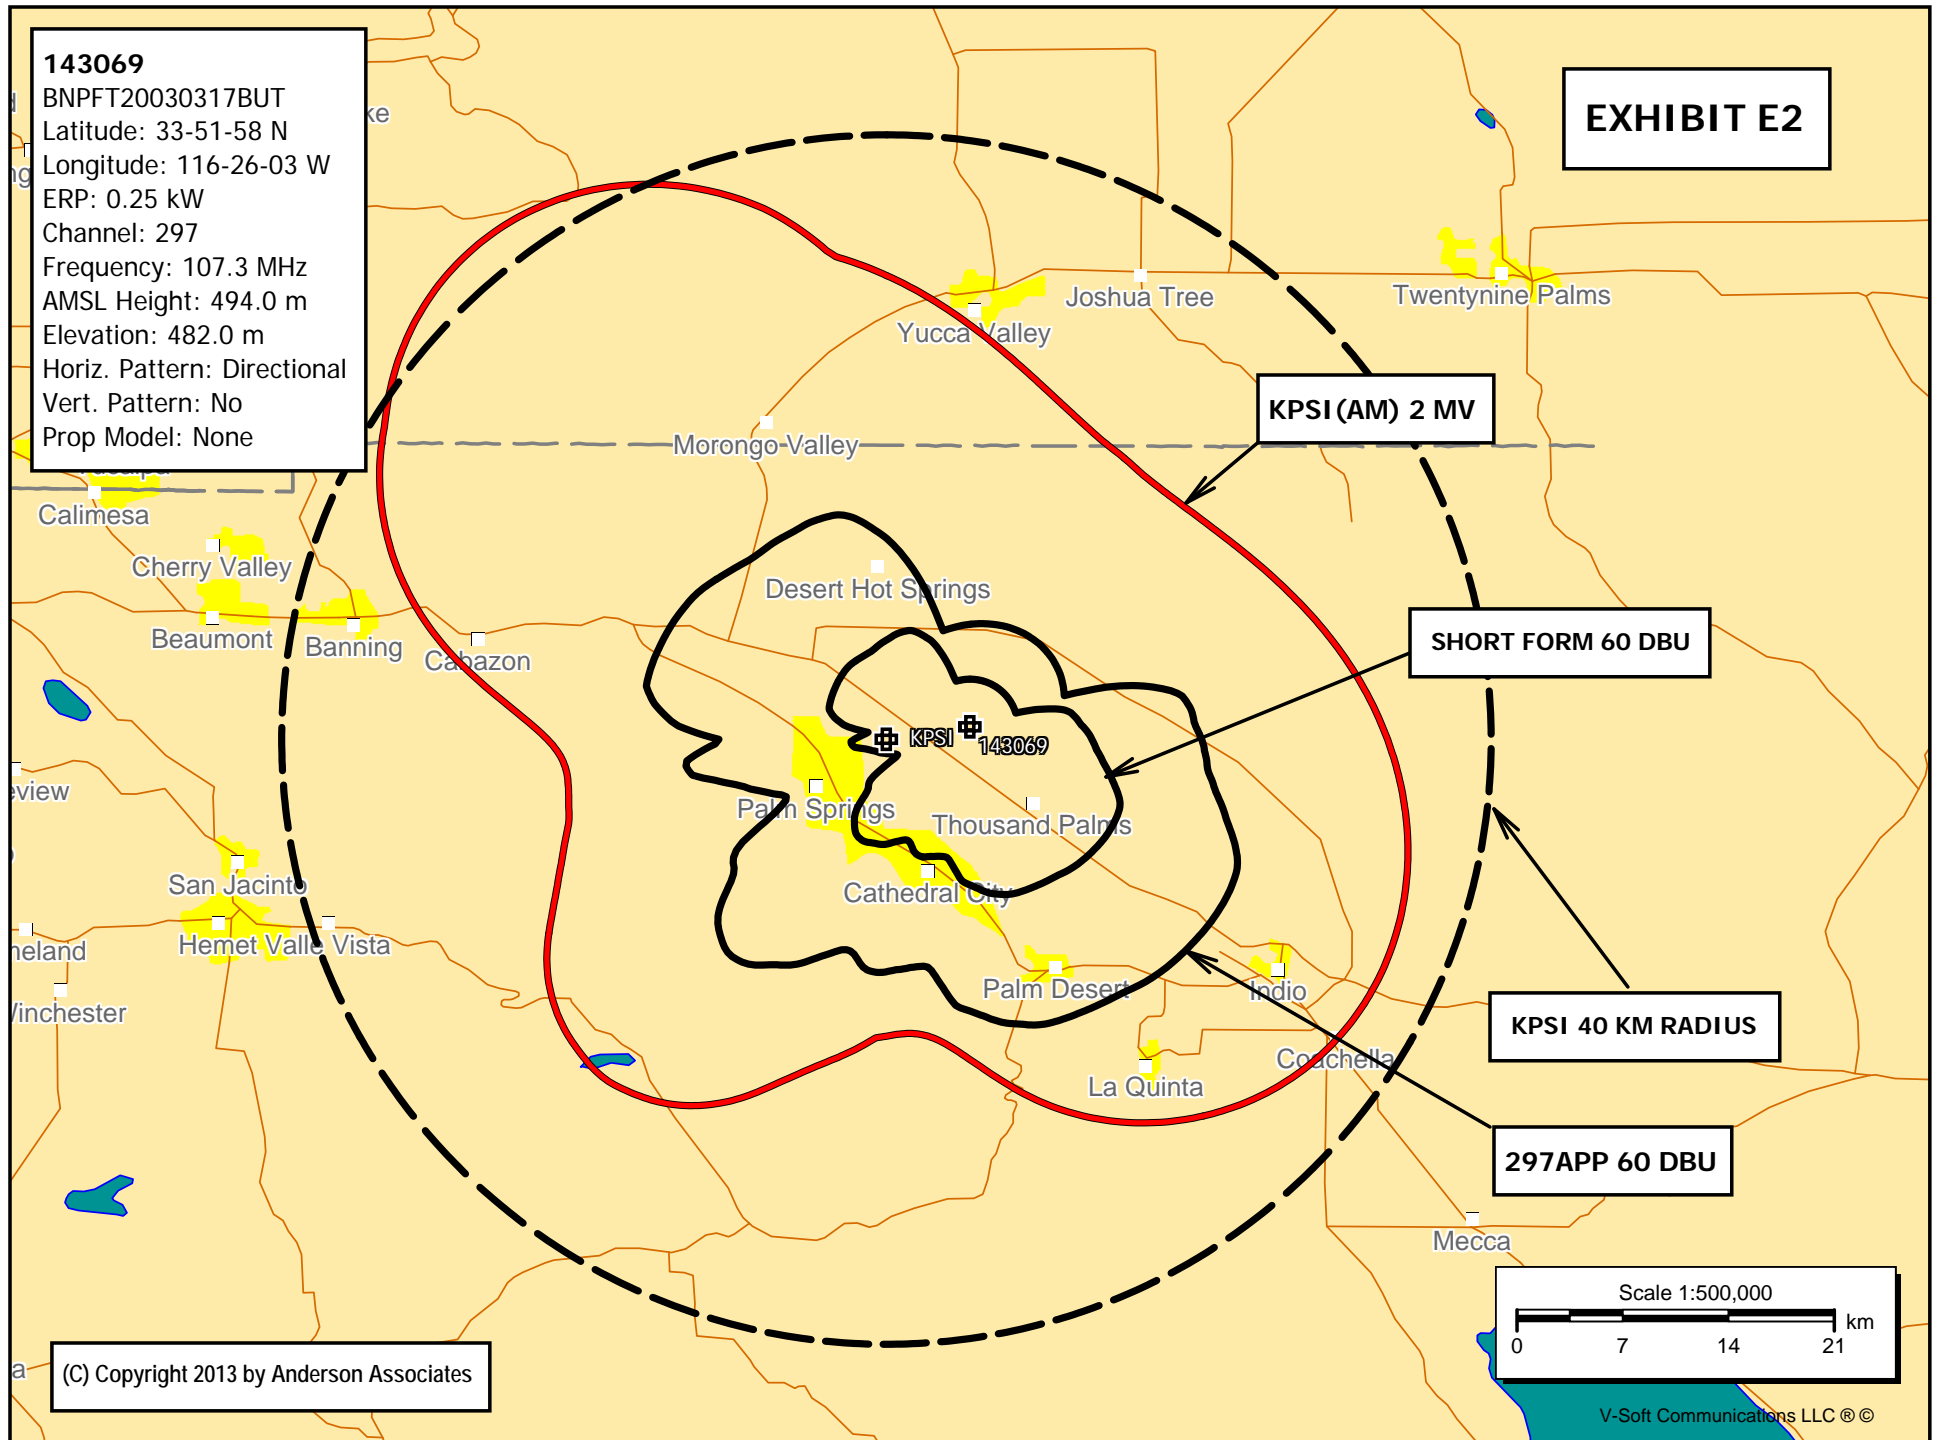 143069
BNPFT20030317BUT
Latitude: 33-51-58 N
Longitude: 116-26-03 W
ERP: 0.25 kW
Channel: 297
Frequency: 107.3 MHz
AMSL Height: 494.0 m
Elevation: 482.0 m
Horiz. Pattern: Directional
Vert. Pattern: No
Prop Model: None
EXHIBIT E2
Joshua Tree
Twentynine Palms
Yucca Valley
KPSI(AM) 2 MV
Morongo Valley
Calimesa
Cherry Valley
Desert Hot Springs
Beaumont
Banning
Cabazon
SHORT FORM 60 DBU
KPSI
143069
Palm Springs
Thousand Palms
San Jacinto
Cathedral City
Hemet
Valle Vista
Palm Desert
Indio
KPSI 40 KM RADIUS
Coachella
La Quinta
297APP 60 DBU
Mecca
Scale 1:500,000
km
0 7 14 21
(C) Copyright 2013 by Anderson Associates
V-Soft Communications LLC ® ©